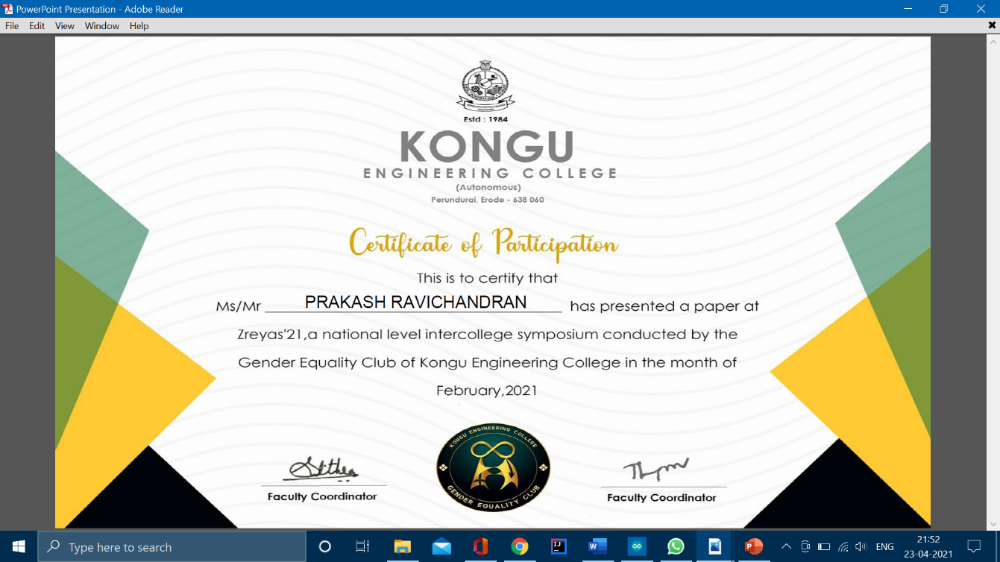 PowerPoint Presentation - Adobe Reader
File Edit View Window Help
Estd : 1984
KONGU
ENGINEERING COLLEGE
(Autonomous)
Perundurai, Erode - 638 060
Certificate of Participation
This is to certify that
Ms/Mr PRAKASH RAVICHANDRAN has presented a paper at
Zreyas'21,a national level intercollege symposium conducted by the
Gender Equality Club of Kongu Engineering College in the month of
February,2021
KONGU ENGINEERING COLLEGE
GENDER EQUALITY CLUB
Faculty Coordinator
Faculty Coordinator
Type here to search
ENG
21:52
23-04-2021